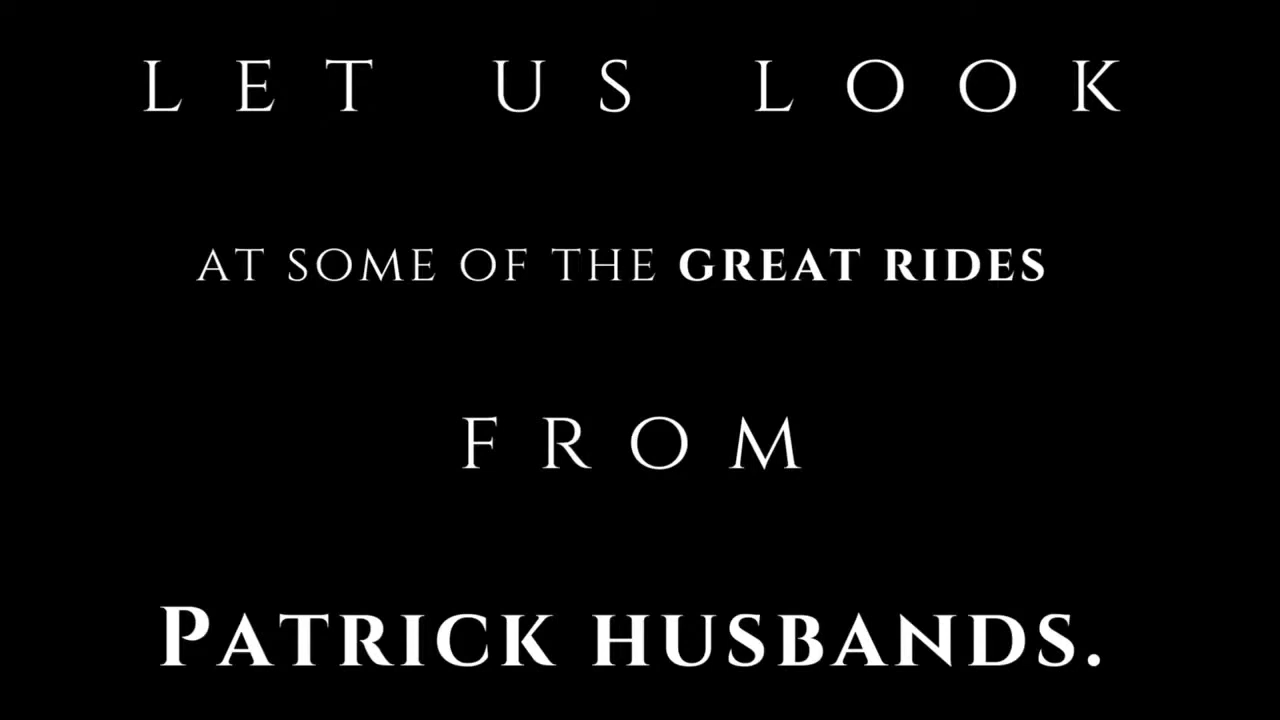 LET US LOOK
AT SOME OF THE GREAT RIDES
FROM
PATRICK HUSBANDS.